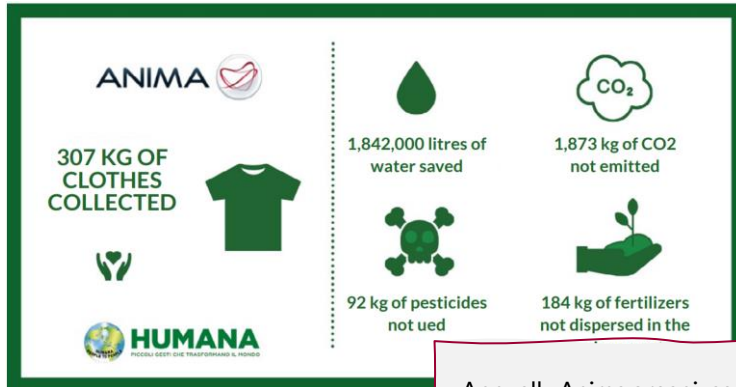 ANIMA
307 KG OF
CLOTHES
COLLECTED
HUMANA
PICCOLI GESTI CHE TRASFORMANO IL MONDO
1,842,000 litres of
water saved
CO₂
1,873 kg of CO2
not emitted
92 kg of pesticides
not ued
184 kg of fertilizers
not dispersed in the